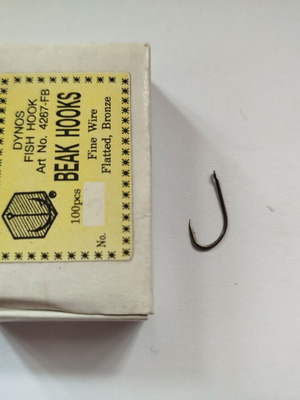 DYNOS
FISH HOOK
Art No. 4267-FB
BEAK HOOKS
Fine Wire
Flatted, Bronze
100pcs
No.